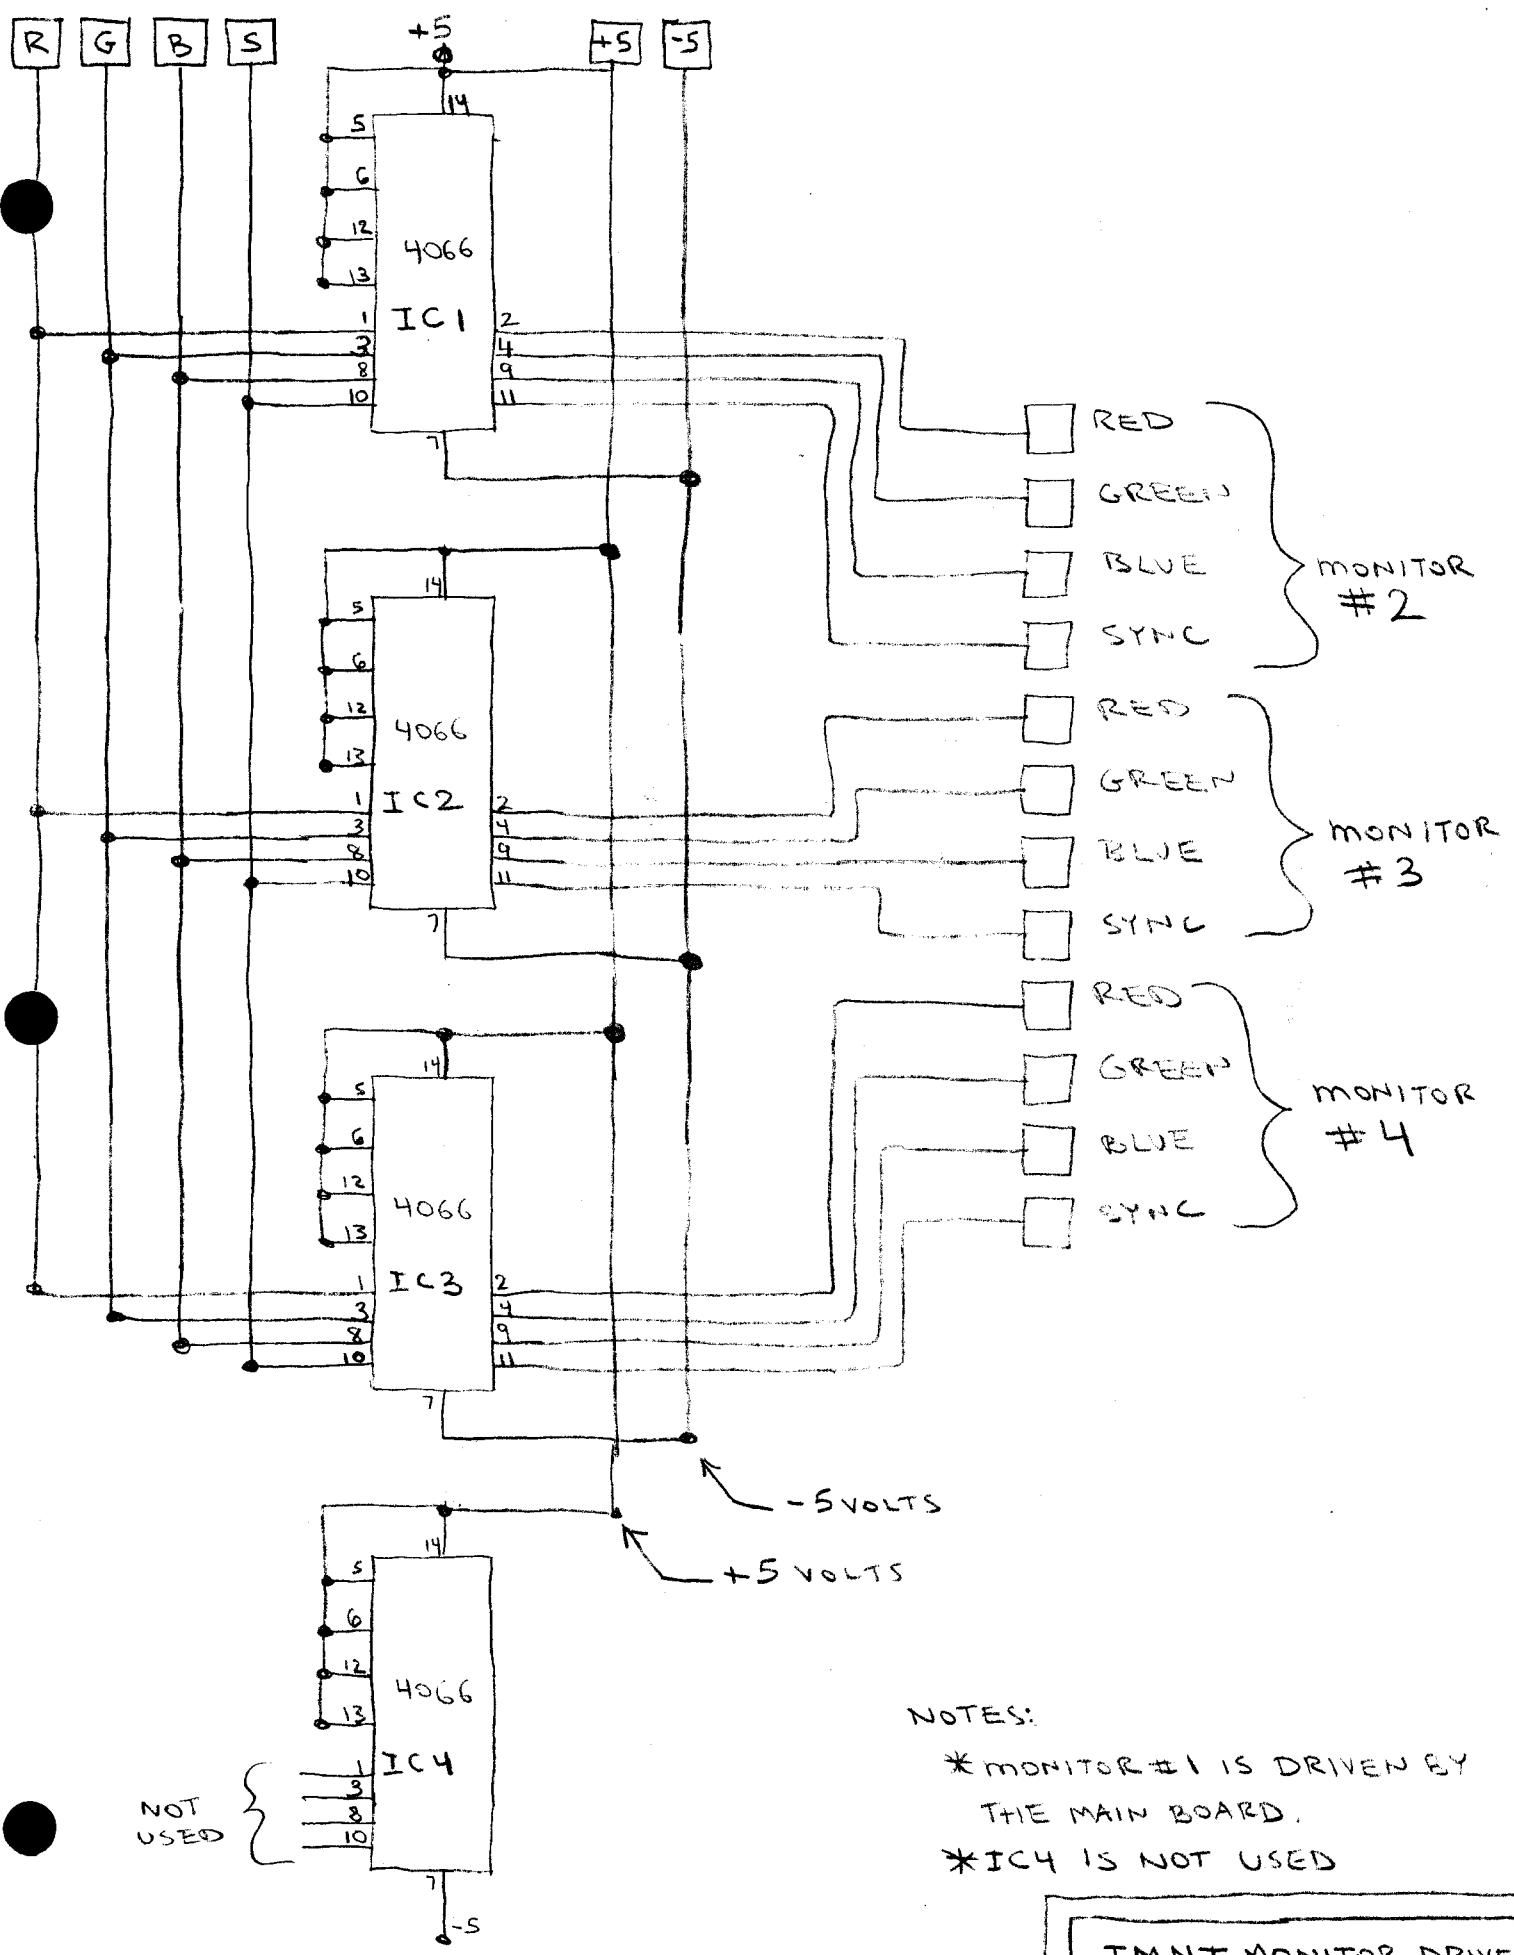 R G B S +5 +5 -5
14
5
6
12
4066
13
1 IC1 2
3 4
8 9
10 11
7
RED
GREEN
BLUE
SYNC
MONITOR
#2
14
5
6
12
4066
13
1 IC2 2
3 4
8 9
10 11
7
RED
GREEN
BLUE
SYNC
MONITOR
#3
14
5
6
12
4066
13
1 IC3 2
3 4
8 9
10 11
7
RED
GREEN
BLUE
SYNC
MONITOR
#4
-5 VOLTS
+5 VOLTS
14
5
6
12
4066
13
1 IC4
3
8
10
NOT
USED
7
-5
NOTES:
*MONITOR #1 IS DRIVEN BY
THE MAIN BOARD.
*IC4 IS NOT USED
TMNT MONITOR